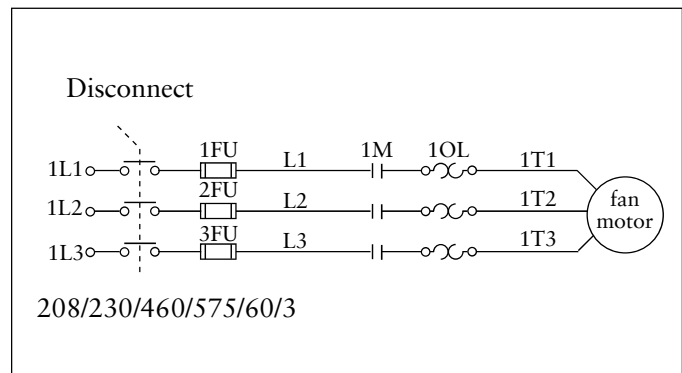 Disconnect
1FU
L1
1M
1OL
1T1
1L1
2FU
L2
1T2
1L2
fan
motor
3FU
L3
1T3
1L3
208/230/460/575/60/3